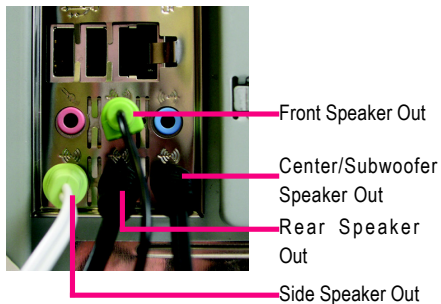 Front Speaker Out
Center/Subwoofer
Speaker Out
Rear Speaker
Out
Side Speaker Out